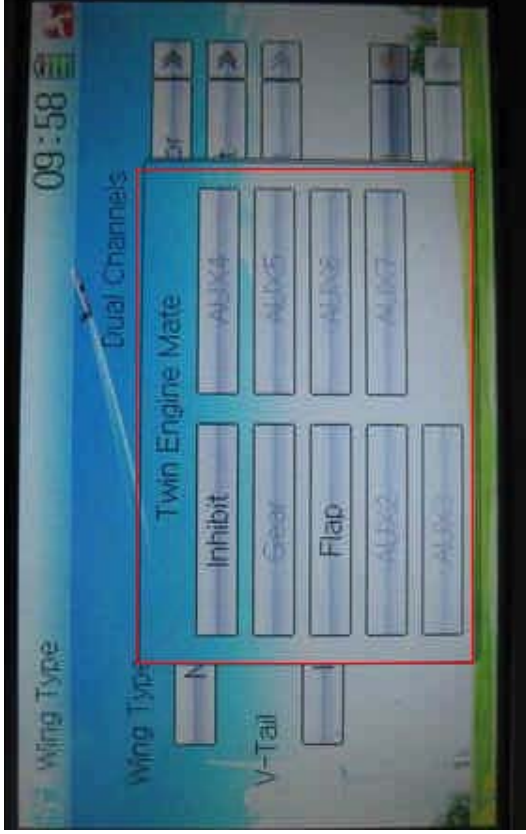 Wing Type 09:58
Wing Type Dual Channels
V-Tail
Twin Engine Mate
Inhibit AUX4
Gear AUX5
Flap AUX6
AUX2 AUX7
AUX3